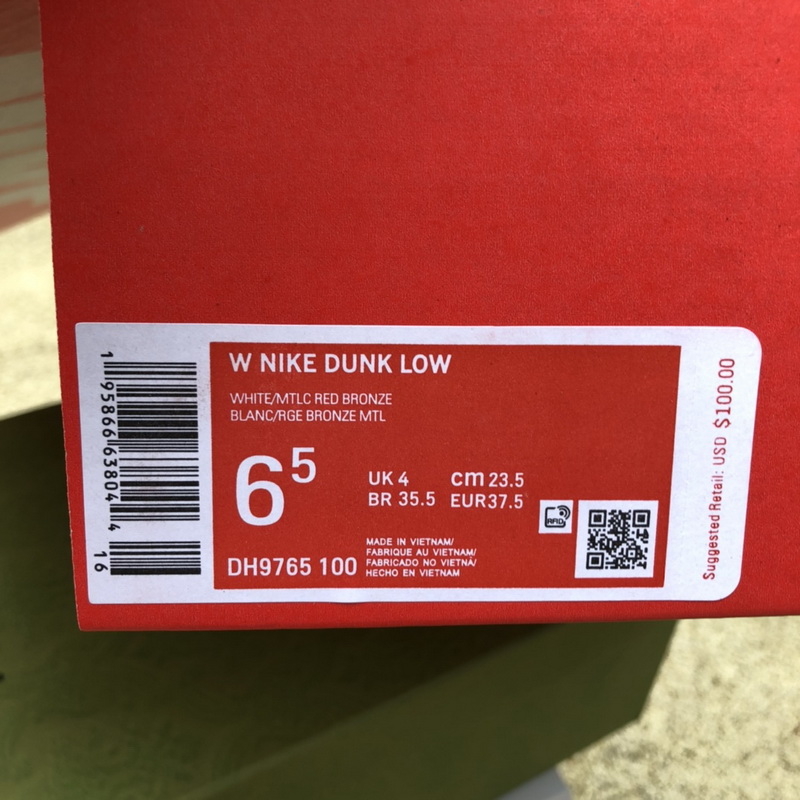 W NIKE DUNK LOW
WHITE/MTLC RED BRONZE
BLANC/RGE BRONZE MTL
6 5
UK 4 cm 23.5
BR 35.5 EUR 37.5
DH9765 100
MADE IN VIETNAM/
FABRIQUE AU VIETNAM/
FABRICADO NO VIETNÃ/
HECHO EN VIETNAM
RFID
1 95866 63804 4
16
Suggested Retail: USD $100.00